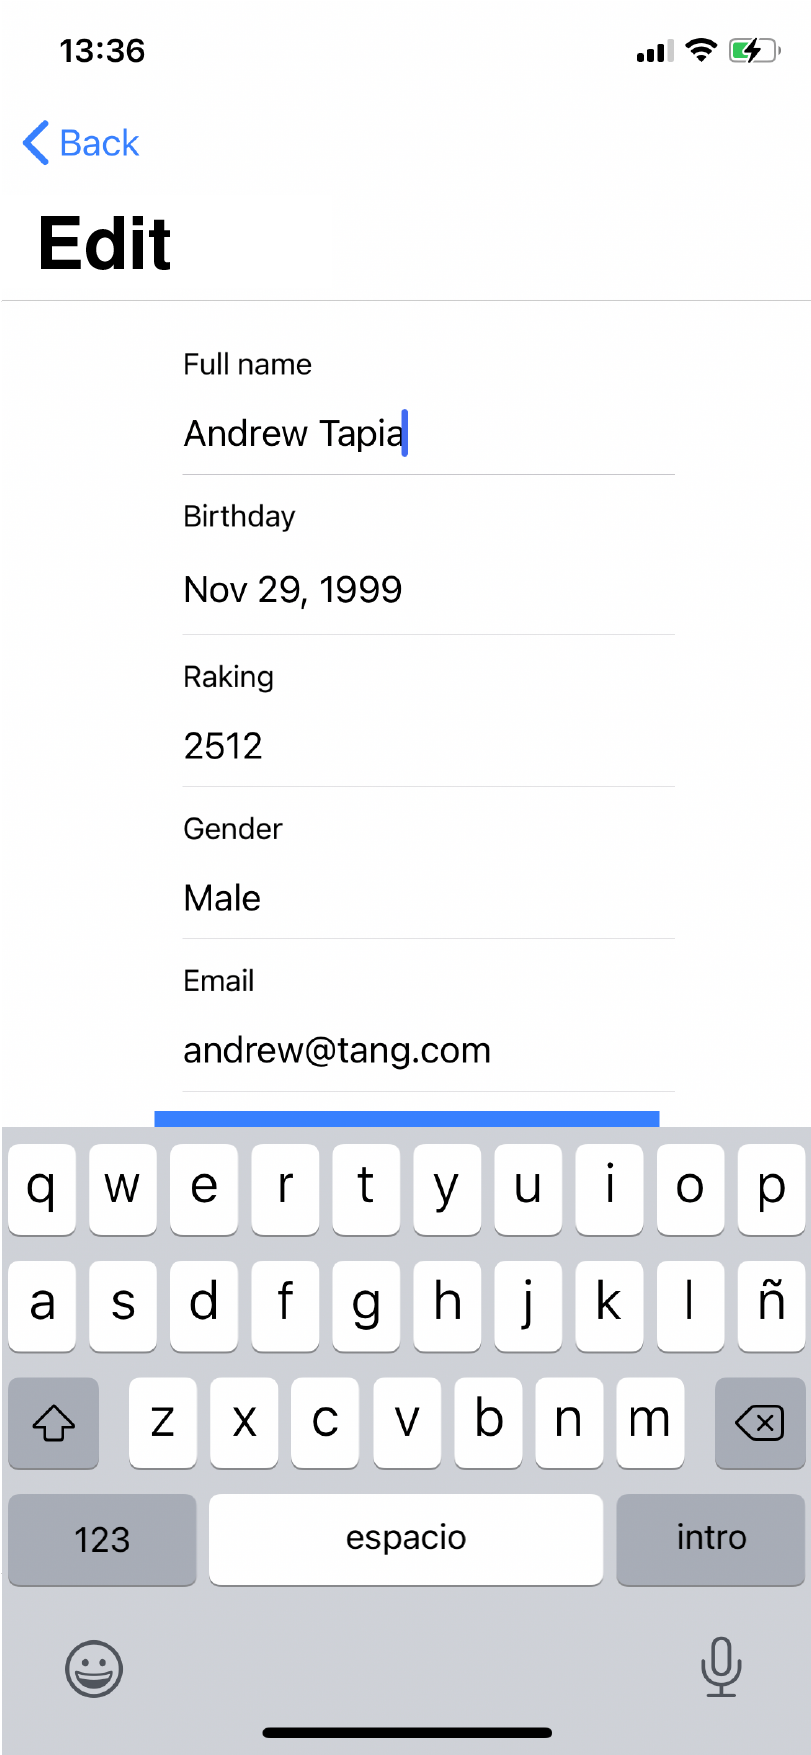 13:36
Back
Edit
Full name
Andrew Tapia
Birthday
Nov 29, 1999
Raking
2512
Gender
Male
Email
andrew@tang.com
q w e r t y u i o p
a s d f g h j k l ñ
z x c v b n m
123 espacio intro